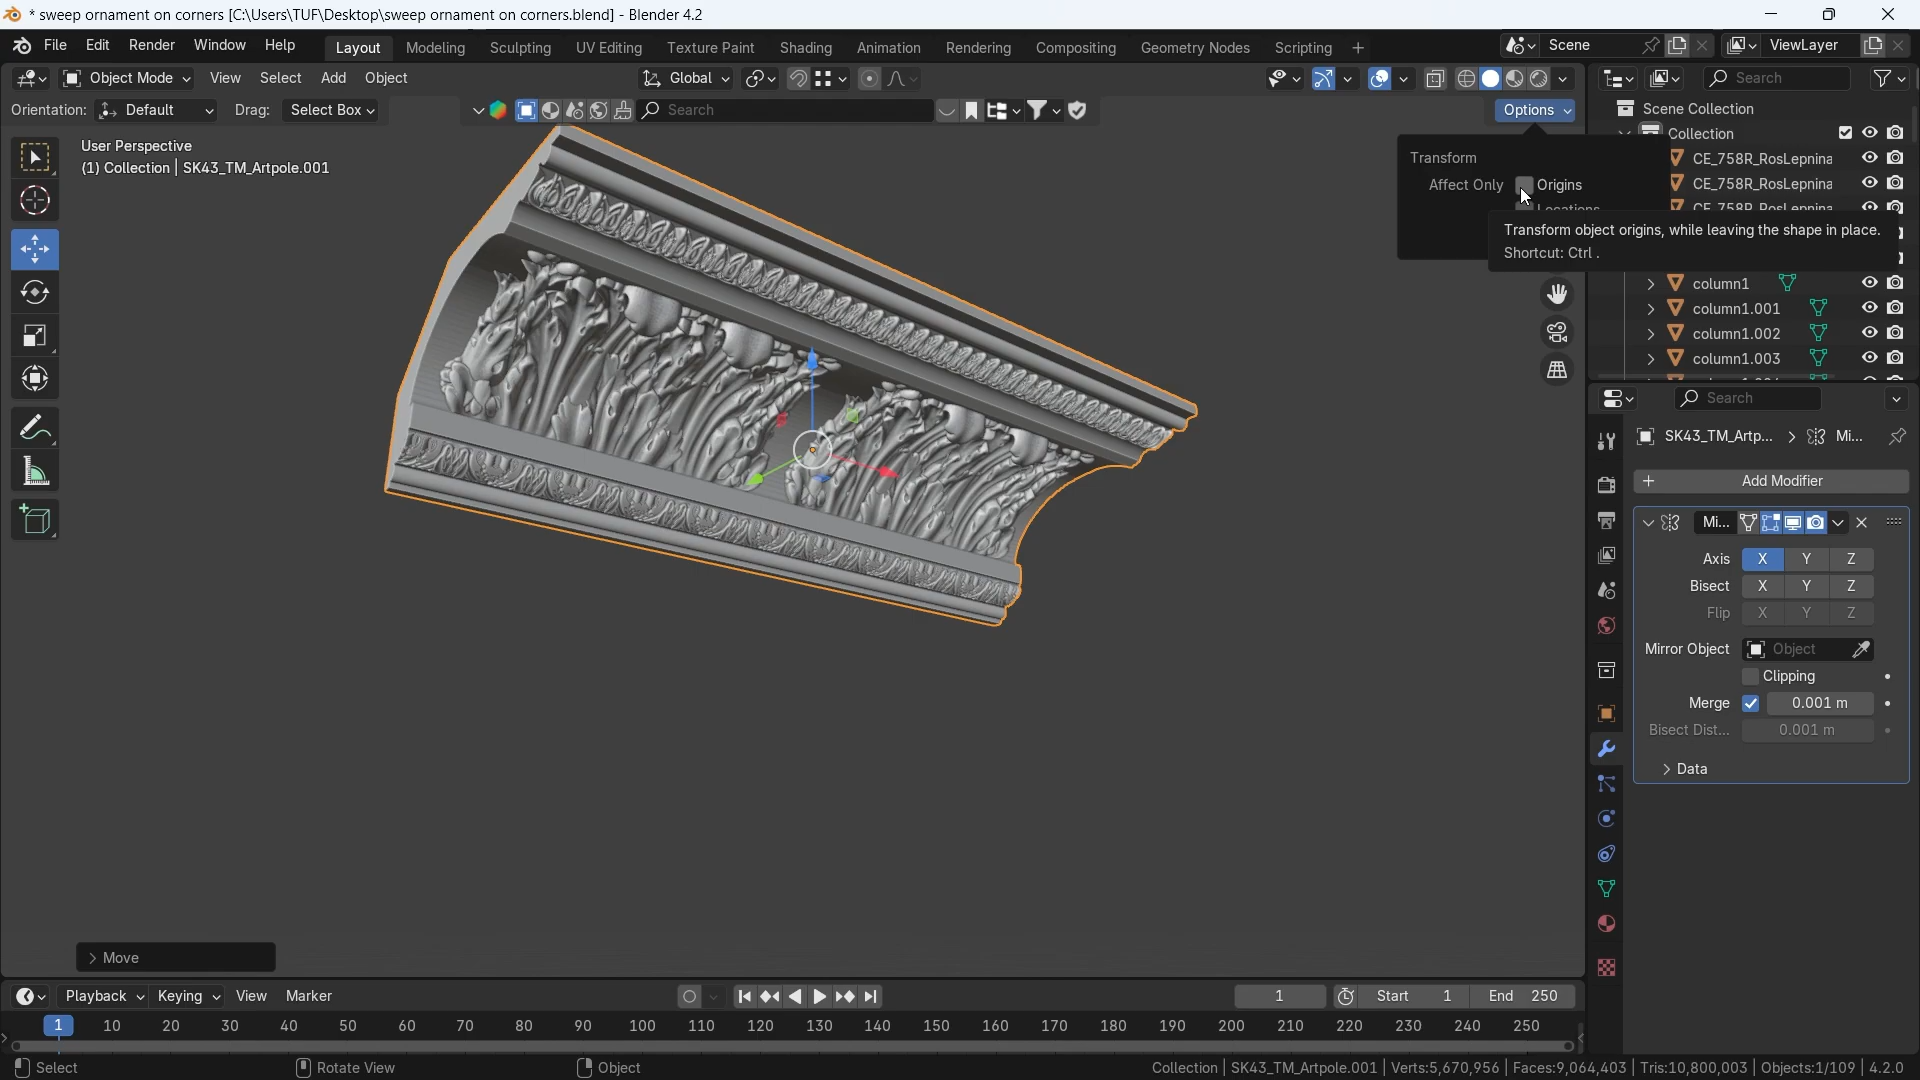 * sweep ornament on corners [C:\Users\TUF\Desktop\sweep ornament on corners.blend] - Blender 4.2
File Edit Render Window Help Layout Modeling Sculpting UV Editing Texture Paint Shading Animation Rendering Compositing Geometry Nodes Scripting + Scene ViewLayer
Object Mode View Select Add Object Global Search
Orientation: Default Drag: Select Box Search Options
Scene Collection
Collection
User Perspective
(1) Collection | SK43_TM_Artpole.001
Transform
Affect Only Origins
Locations
Transform object origins, while leaving the shape in place.
Shortcut: Ctrl .
CE_758R_RosLepnina
CE_758R_RosLepnina
CE_758R_RosLepnina
column1
column1.001
column1.002
column1.003
Search
SK43_TM_Artp... > Mi...
+ Add Modifier
Mi...
Axis X Y Z
Bisect X Y Z
Flip X Y Z
Mirror Object Object
Clipping
Merge 0.001 m
Bisect Dist... 0.001 m
> Data
> Move
Playback Keying View Marker 1 Start 1 End 250
1 10 20 30 40 50 60 70 80 90 100 110 120 130 140 150 160 170 180 190 200 210 220 230 240 250
Select Rotate View Object Collection | SK43_TM_Artpole.001 | Verts:5,670,956 | Faces:9,064,403 | Tris:10,800,003 | Objects:1/109 | 4.2.0